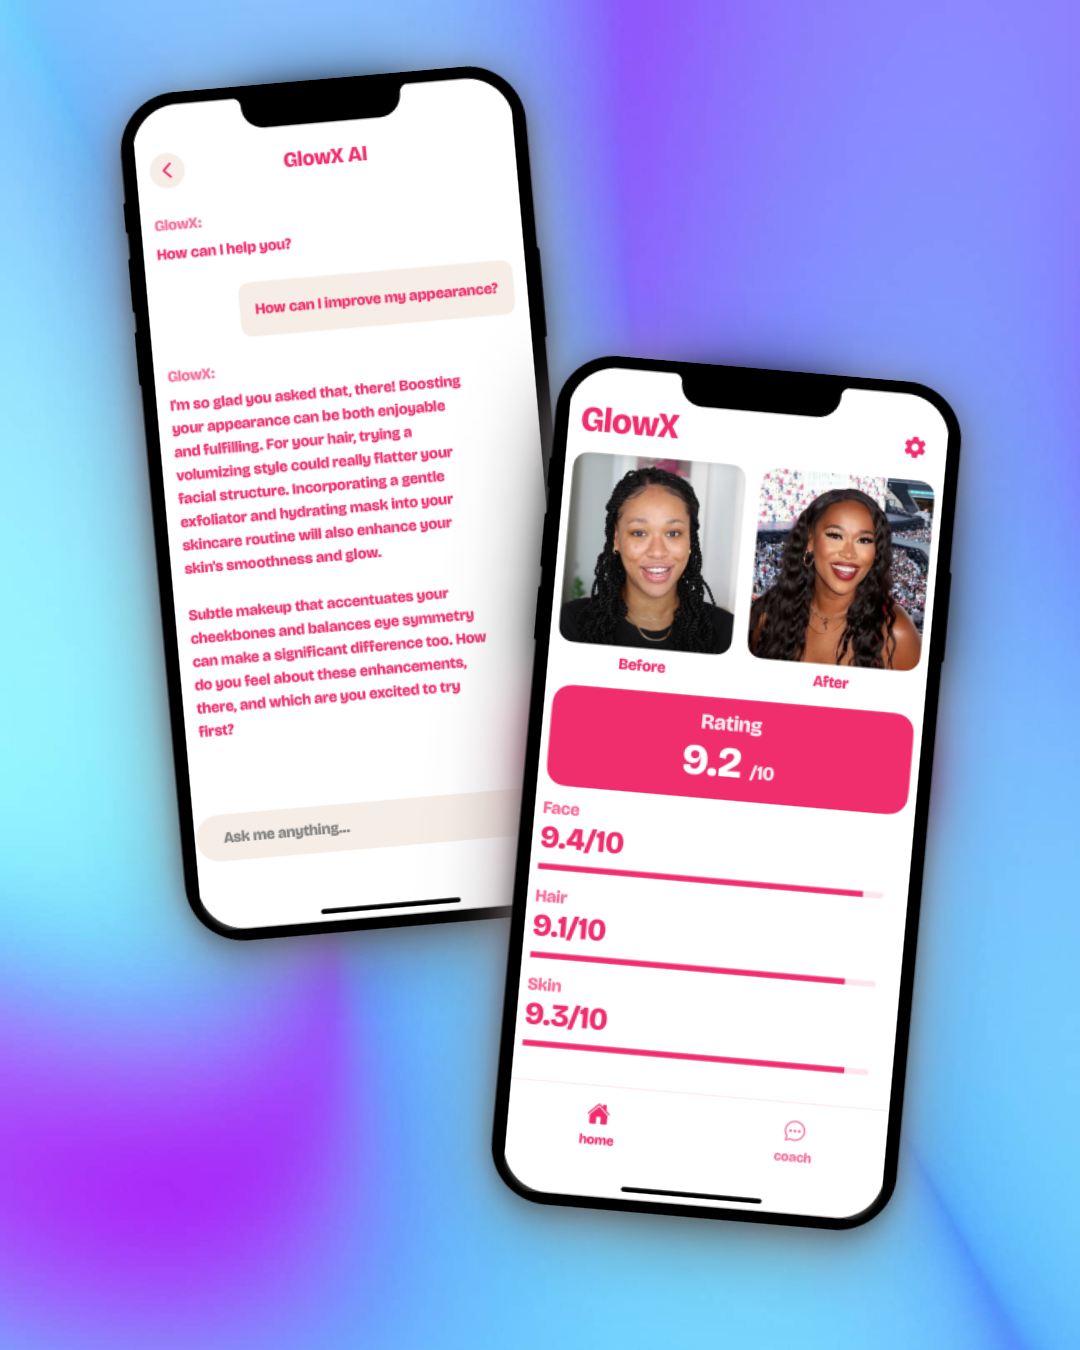 GlowX AI
GlowX:
How can I help you?
How can I improve my appearance?
GlowX:
I'm so glad you asked that, there! Boosting
your appearance can be both enjoyable
and fulfilling. For your hair, trying a
volumizing style could really flatter your
facial structure. Incorporating a gentle
exfoliator and hydrating mask into your
skincare routine will also enhance your
skin's smoothness and glow.
Subtle makeup that accentuates your
cheekbones and balances eye symmetry
can make a significant difference too. How
do you feel about these enhancements,
there, and which are you excited to try
first?
Ask me anything...
GlowX
Before
After
Rating
9.2 /10
Face
9.4/10
Hair
9.1/10
Skin
9.3/10
home
coach